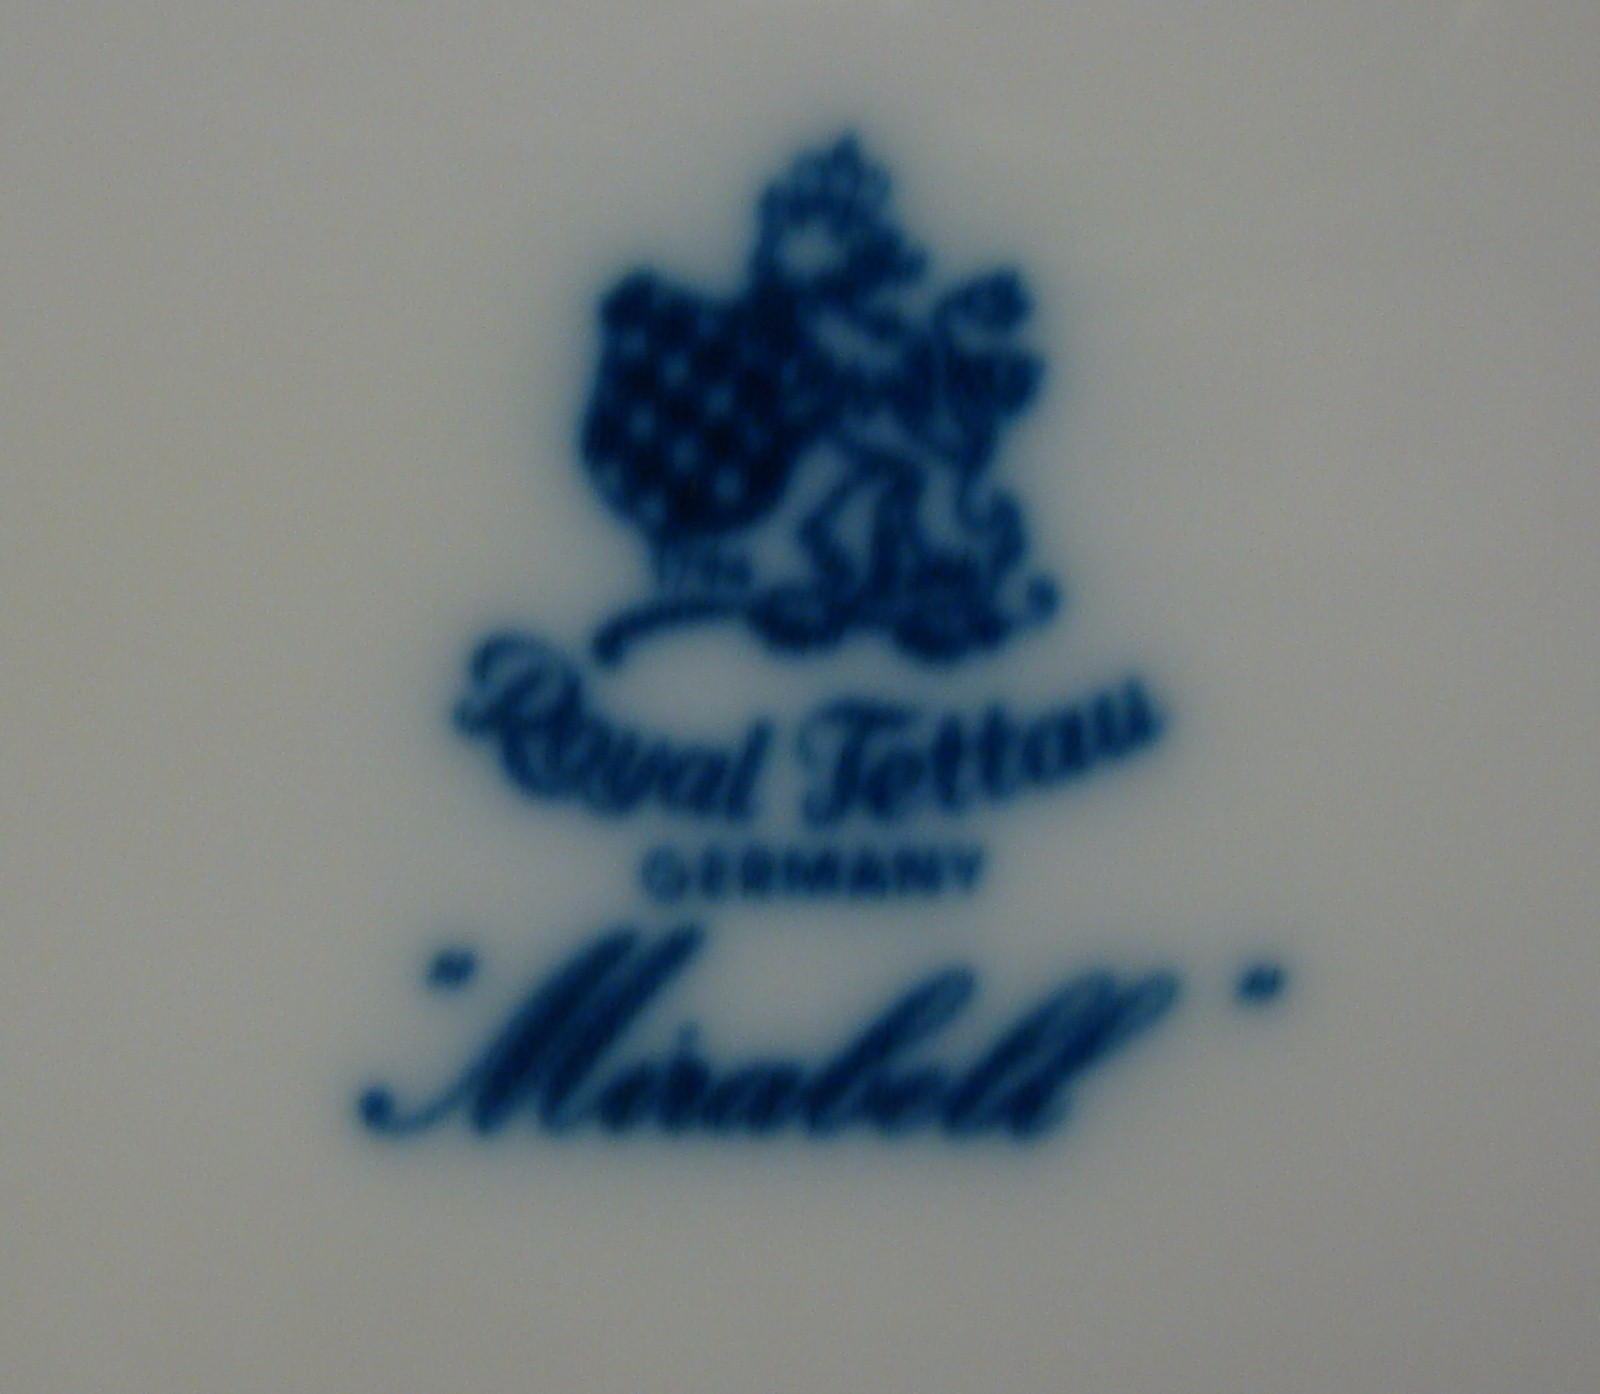 Royal Tettau
GERMANY
"Mirabell"